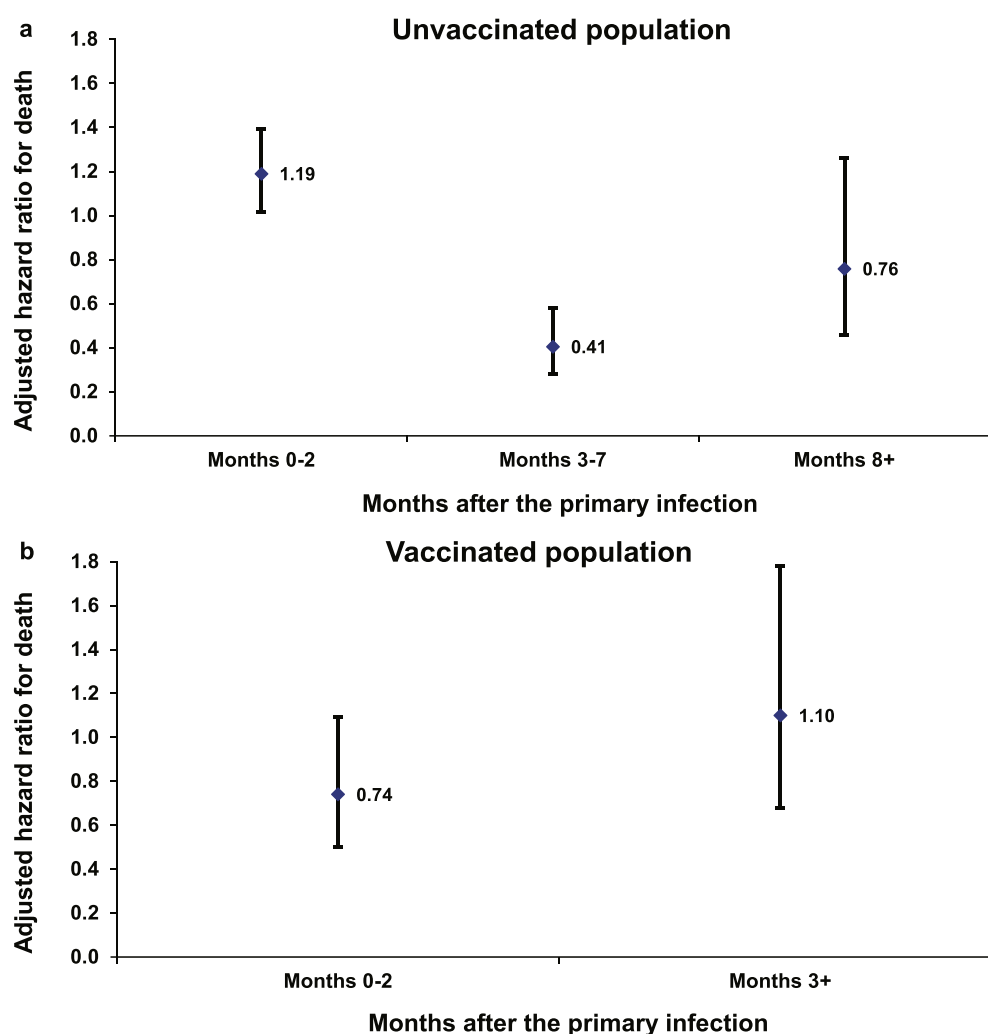 a
Unvaccinated population
Adjusted hazard ratio for death
1.8
1.6
1.4
1.2
1.0
0.8
0.6
0.4
0.2
0.0
1.19
0.41
0.76
Months 0-2
Months 3-7
Months 8+
Months after the primary infection
b
Vaccinated population
Adjusted hazard ratio for death
1.8
1.6
1.4
1.2
1.0
0.8
0.6
0.4
0.2
0.0
0.74
1.10
Months 0-2
Months 3+
Months after the primary infection